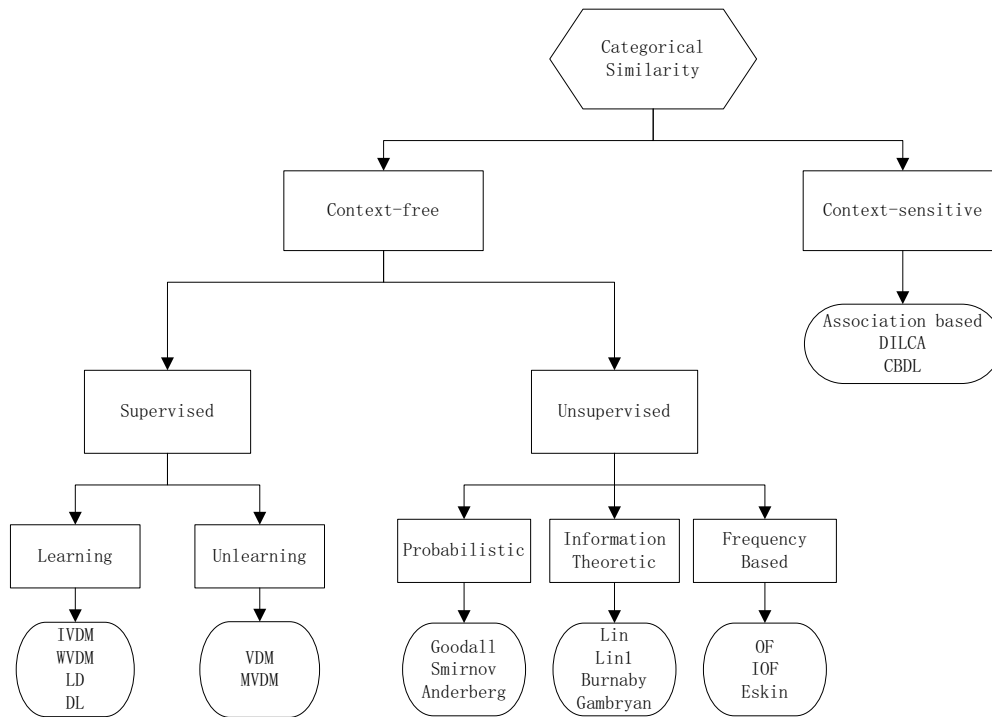 Categorical
Similarity
Context-free
Context-sensitive
Association based
DILCA
CBDL
Supervised
Unsupervised
Learning
Unlearning
Probabilistic
Information
Theoretic
Frequency
Based
IVDM
WVDM
LD
DL
VDM
MVDM
Goodall
Smirnov
Anderberg
Lin
Lin1
Burnaby
Gambryan
OF
IOF
Eskin